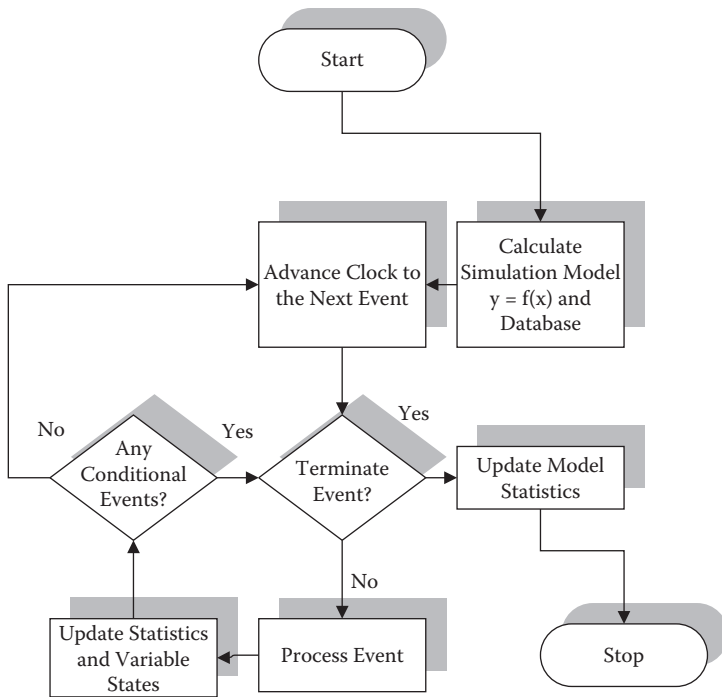 Start
Calculate
Simulation Model
y = f(x) and
Database
Advance Clock to
the Next Event
No
Any
Conditional
Events?
Yes
Terminate
Event?
Yes
Update Model
Statistics
No
Update Statistics
and Variable
States
Process Event
Stop